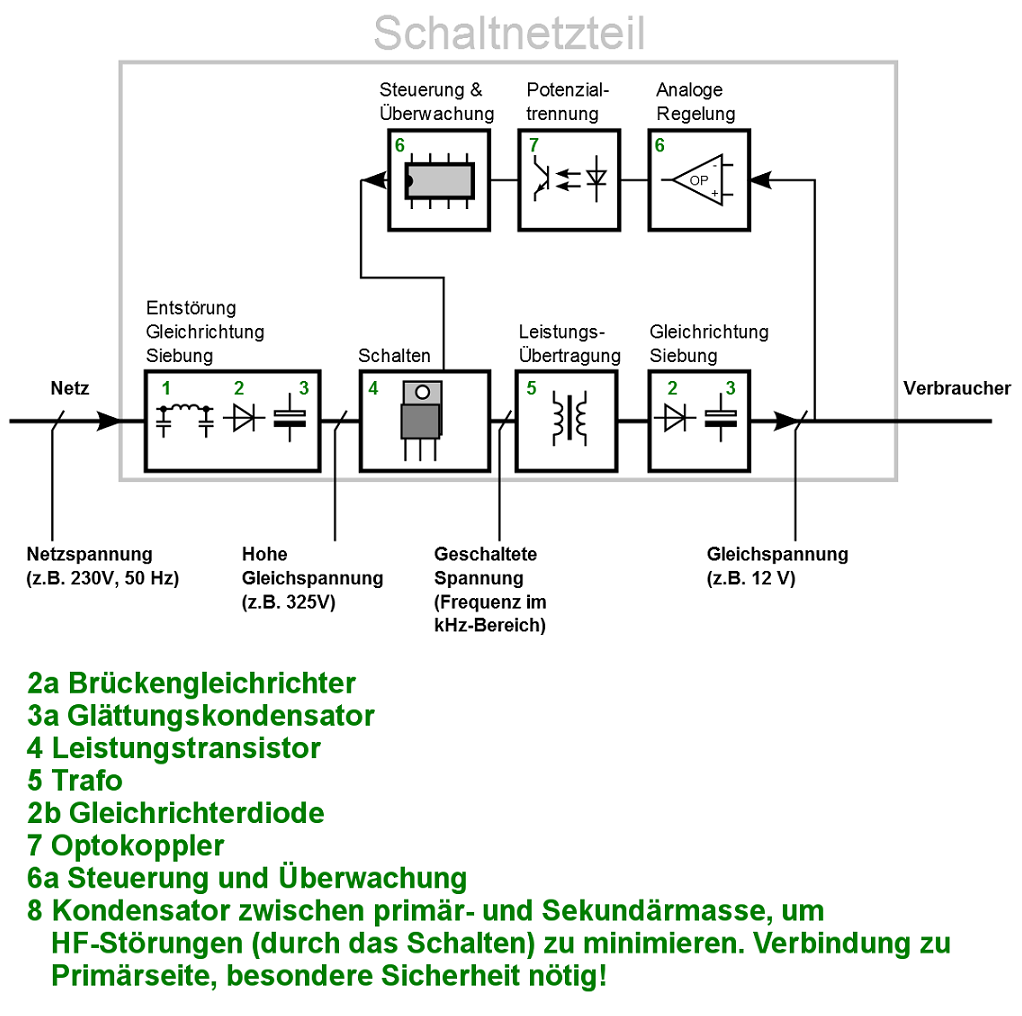 Schaltnetzteil
Steuerung &
Überwachung
Potenzial-
trennung
Analoge
Regelung
6
7
6
OP
-
+
Entstörung
Gleichrichtung
Siebung
Schalten
Leistungs-
Übertragung
Gleichrichtung
Siebung
Netz
1 2 3
4
5
2 3
Verbraucher
Netzspannung
(z.B. 230V, 50 Hz)
Hohe
Gleichspannung
(z.B. 325V)
Geschaltete
Spannung
(Frequenz im
kHz-Bereich)
Gleichspannung
(z.B. 12 V)
2a Brückengleichrichter
3a Glättungskondensator
4 Leistungstransistor
5 Trafo
2b Gleichrichterdiode
7 Optokoppler
6a Steuerung und Überwachung
8 Kondensator zwischen primär- und Sekundärmasse, um
HF-Störungen (durch das Schalten) zu minimieren. Verbindung zu
Primärseite, besondere Sicherheit nötig!